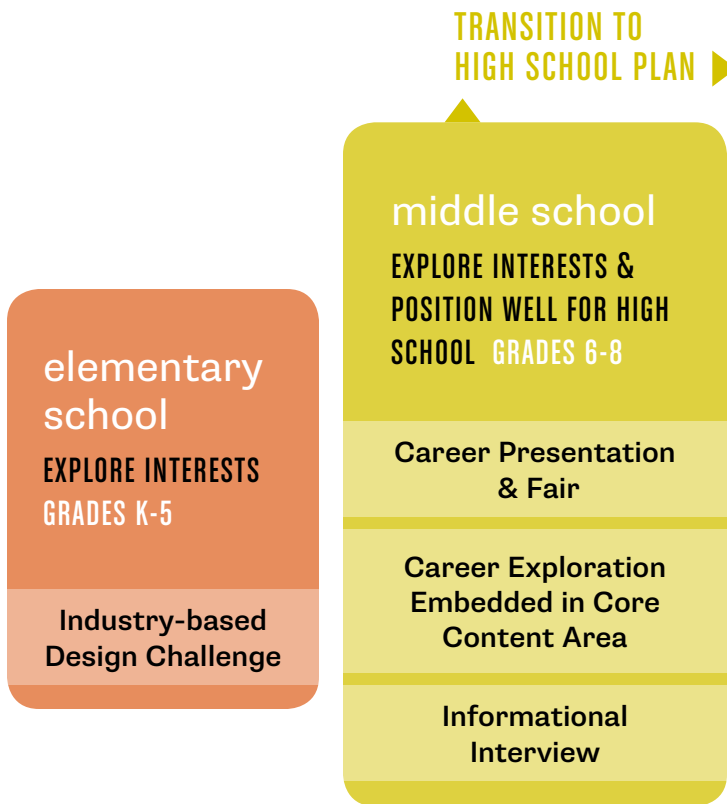 TRANSITION TO
HIGH SCHOOL PLAN
middle school
EXPLORE INTERESTS &
POSITION WELL FOR HIGH
SCHOOL GRADES 6-8
Career Presentation
& Fair
Career Exploration
Embedded in Core
Content Area
Informational
Interview
elementary
school
EXPLORE INTERESTS
GRADES K-5
Industry-based
Design Challenge